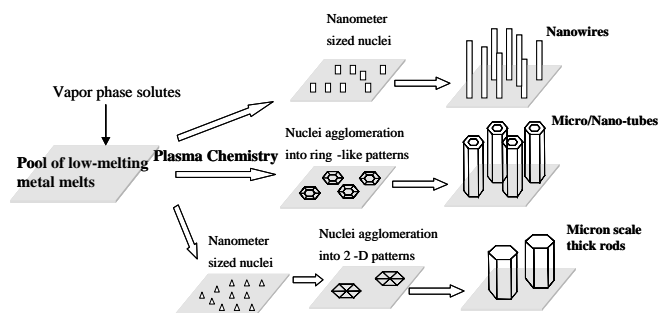 Nanometer
sized nuclei
Nanowires
Vapor phase solutes
Pool of low-melting
metal melts
Plasma Chemistry
Nuclei agglomeration
into ring -like patterns
Micro/Nano-tubes
Nanometer
sized nuclei
Nuclei agglomeration
into 2 -D patterns
Micron scale
thick rods